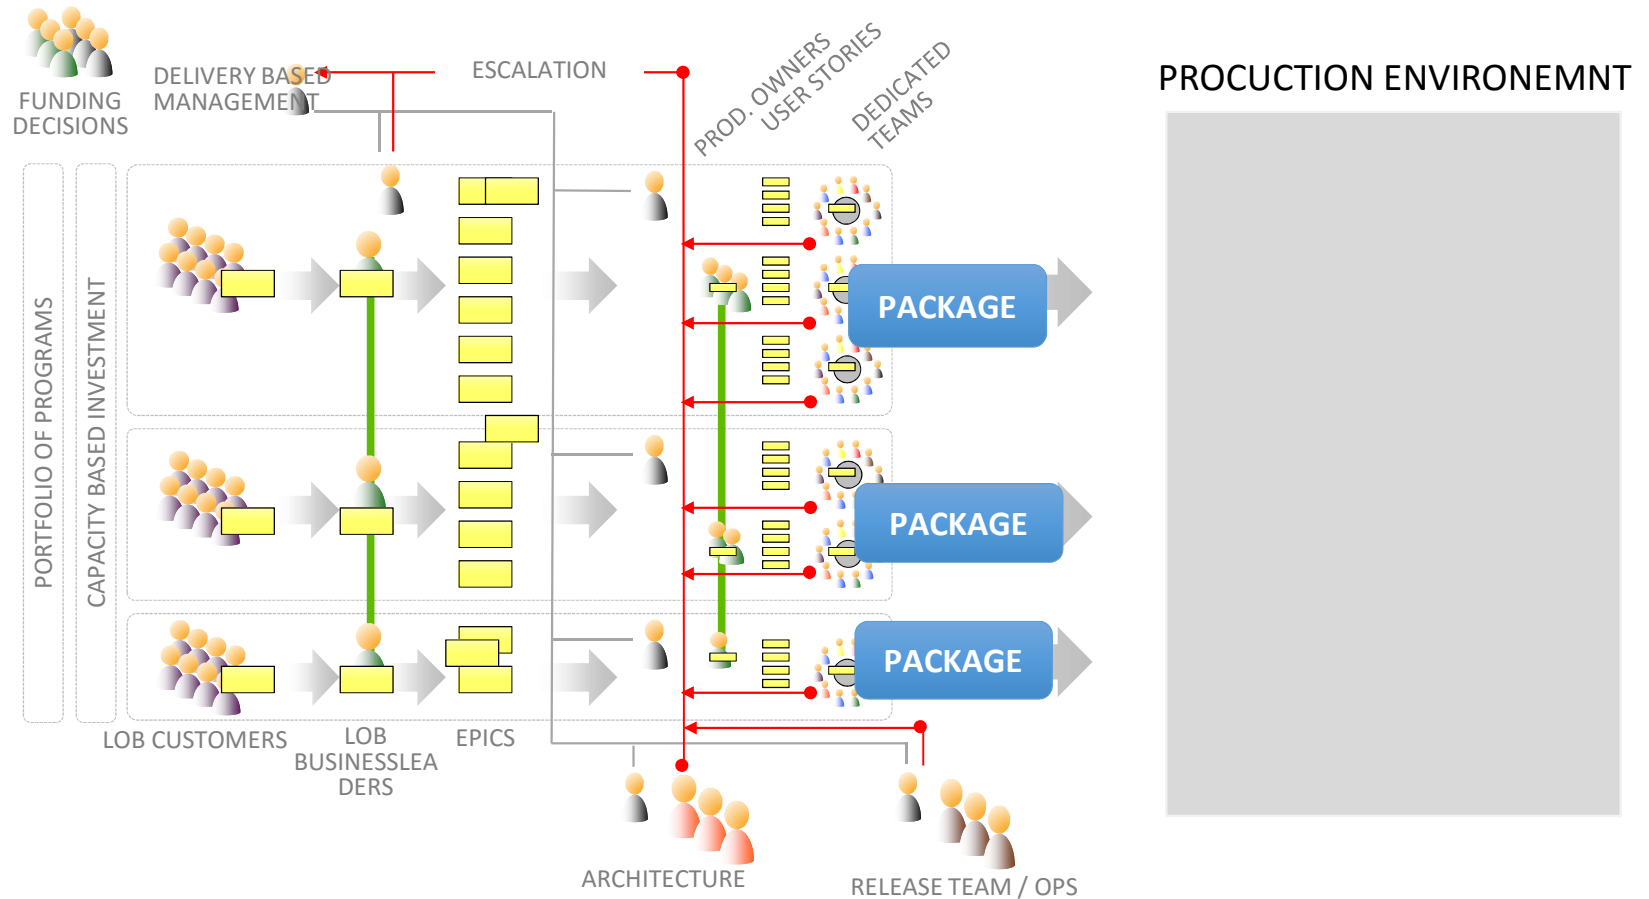 FUNDING
DECISIONS
DELIVERY BASED
MANAGEMENT
ESCALATION
PROD. OWNERS
USER STORIES
DEDICATED
TEAMS
PROCUCTION ENVIRONEMNT
PORTFOLIO OF PROGRAMS
CAPACITY BASED INVESTMENT
PACKAGE
PACKAGE
PACKAGE
LOB CUSTOMERS
LOB
BUSINESSLEA
DERS
EPICS
ARCHITECTURE
RELEASE TEAM / OPS